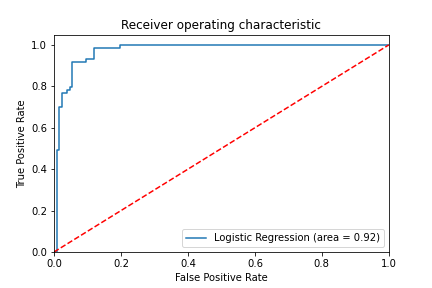 Receiver operating characteristic
True Positive Rate
1.0
0.8
0.6
0.4
0.2
0.0
Logistic Regression (area = 0.92)
0.0 0.2 0.4 0.6 0.8 1.0
False Positive Rate